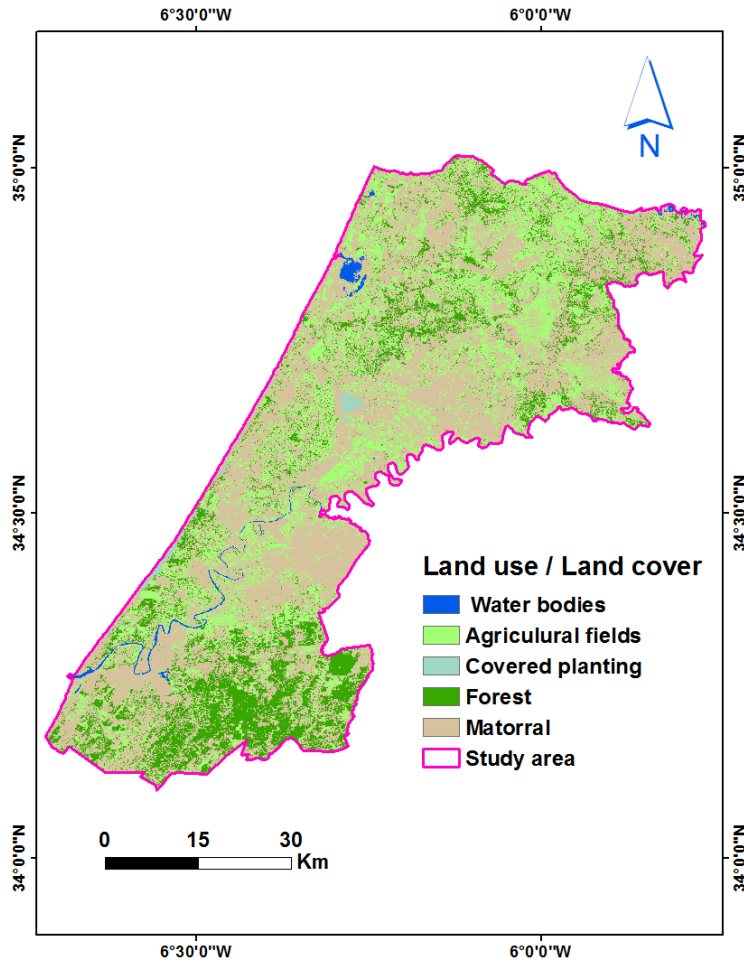 6°30'0"W 6°0'0"W
N
35°0'0"N 35°0'0"N
34°30'0"N 34°30'0"N
Land use / Land cover
Water bodies
Agriculural fields
Covered planting
Forest
Matorral
Study area
34°0'0"N 34°0'0"N
0 15 30
Km
6°30'0"W 6°0'0"W